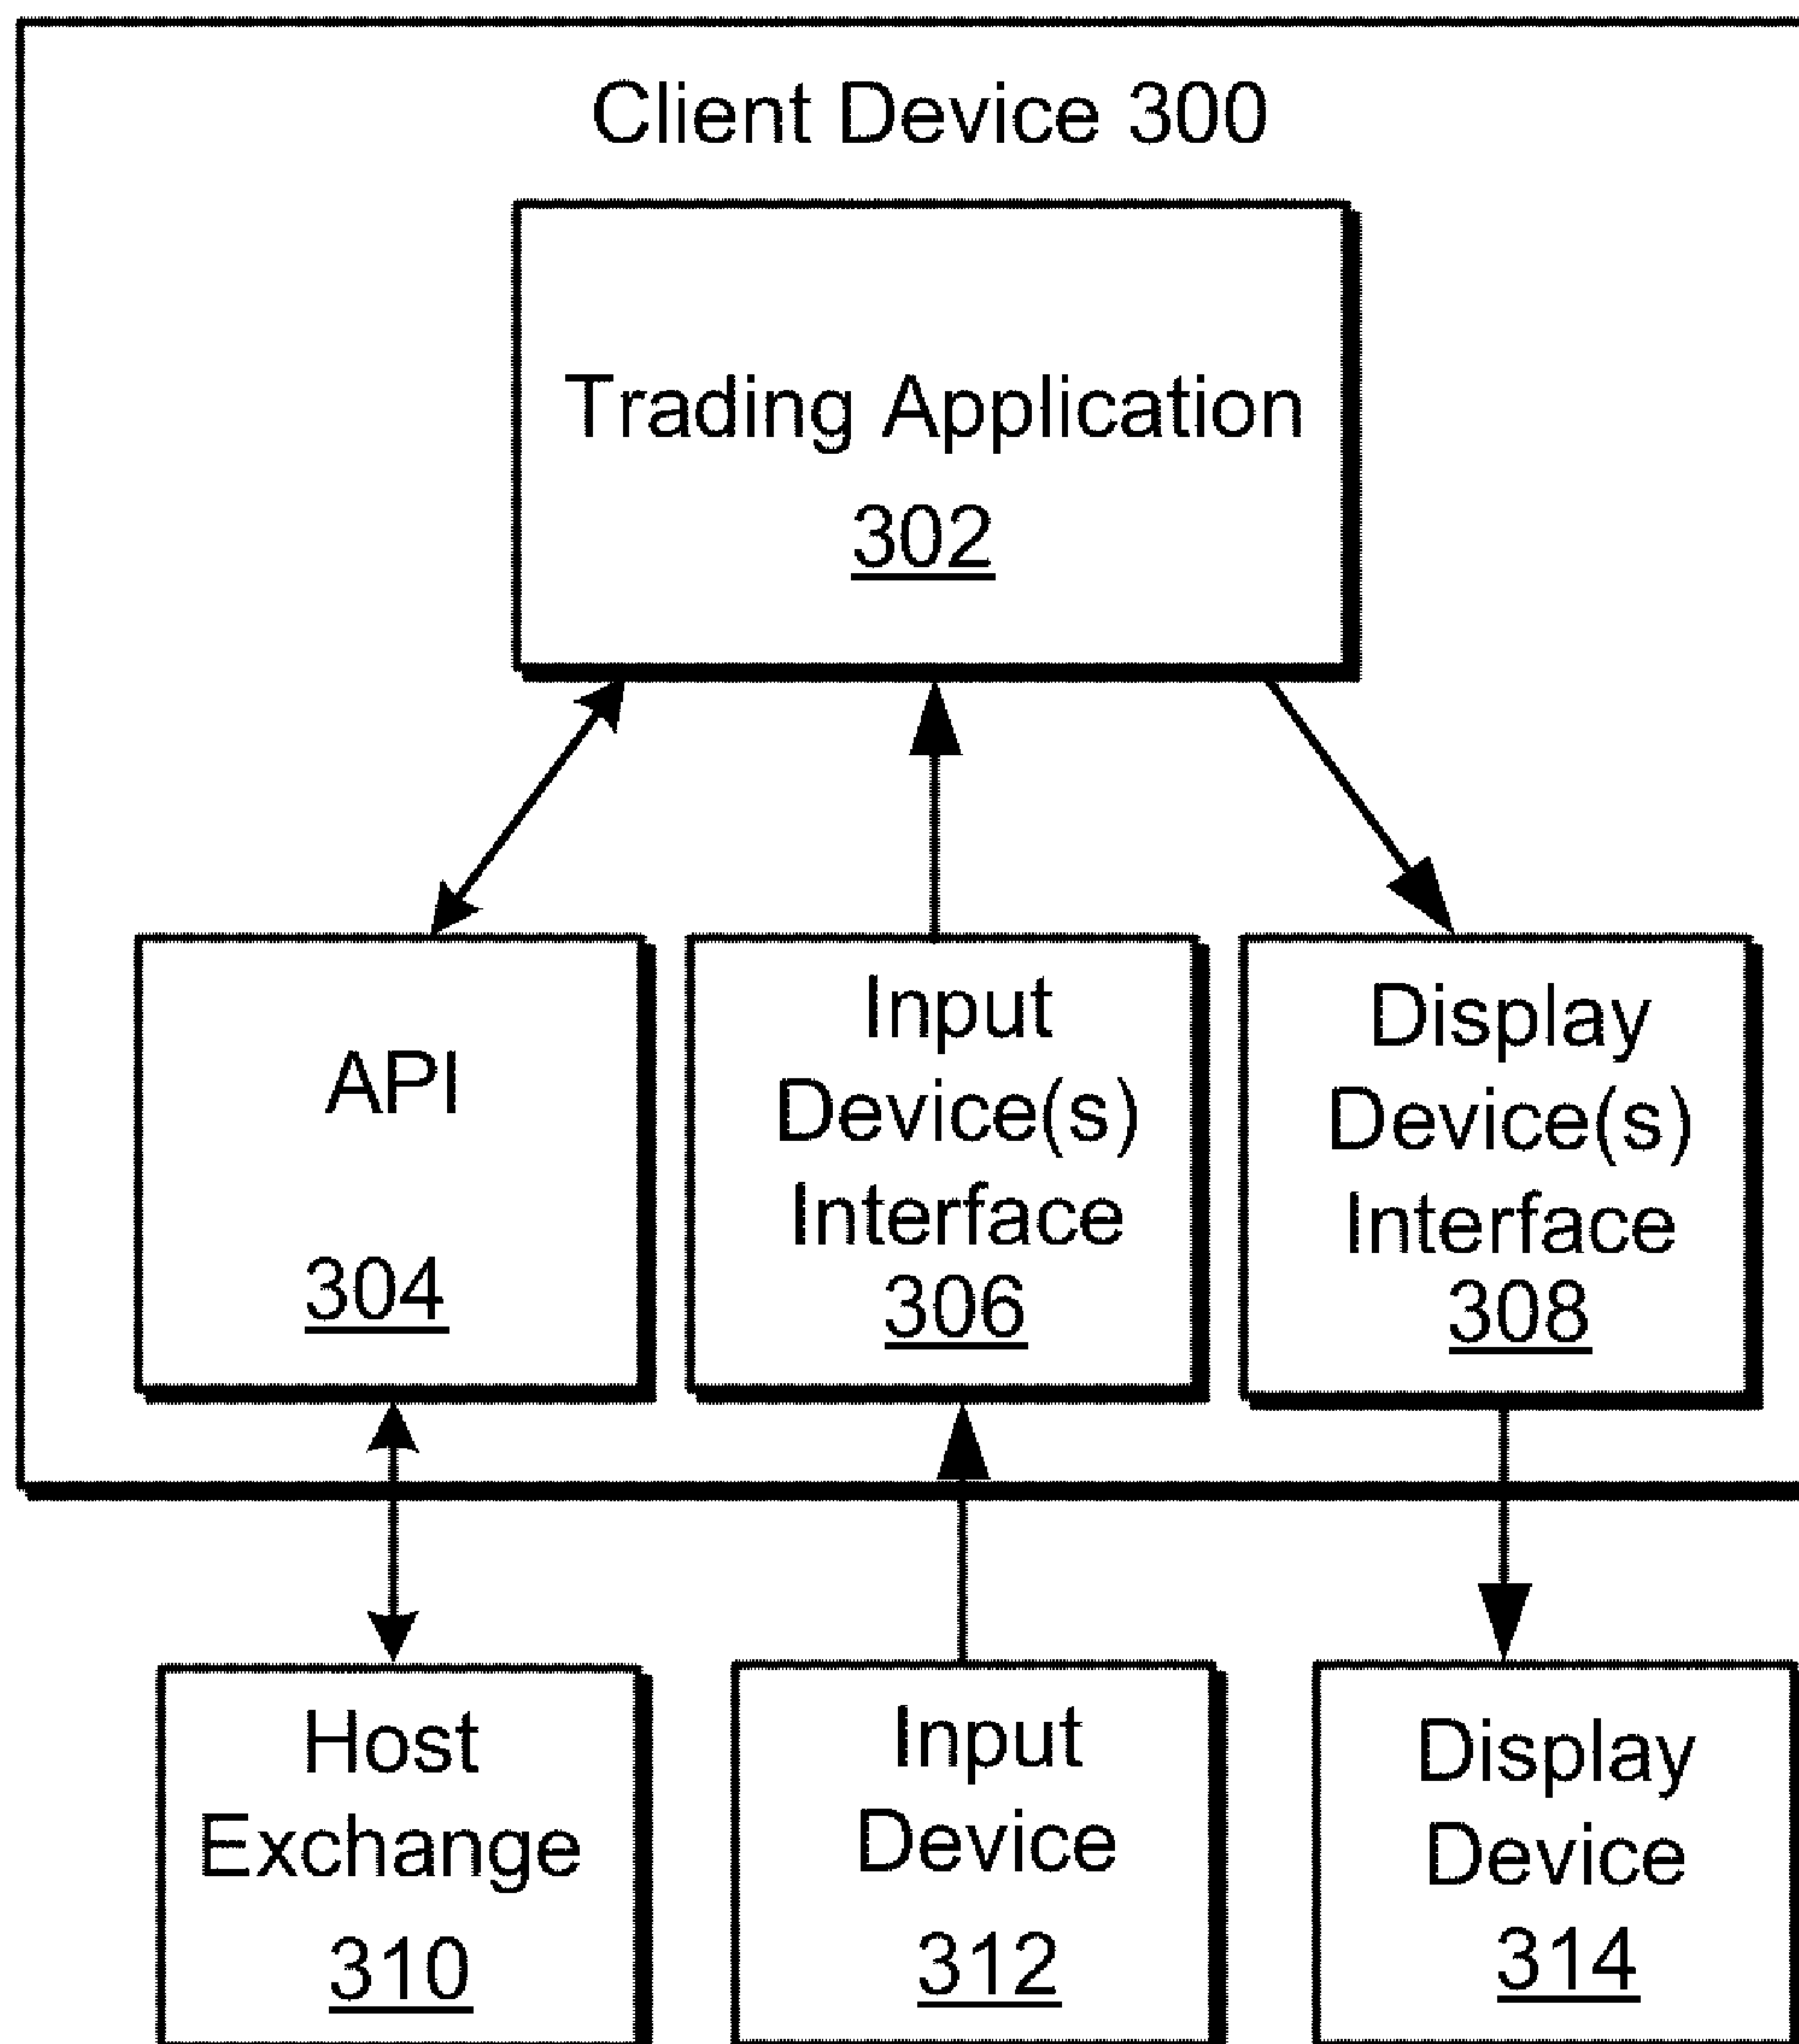 Client Device 300
Trading Application
302
API
304
Input
Device(s)
Interface
306
Display
Device(s)
Interface
308
Host
Exchange
310
Input
Device
312
Display
Device
314